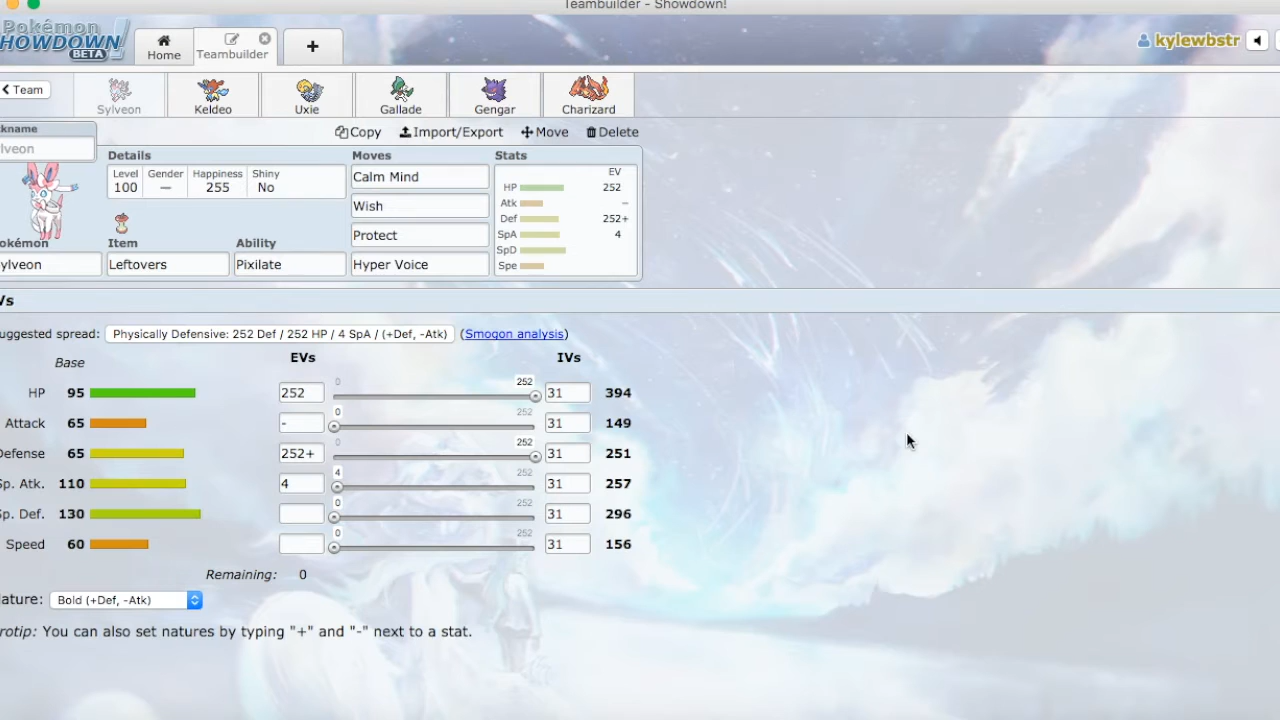 Teambuilder - Showdown!
Pokémon
HOWDOWN!
BETA
Home
Teambuilder
+
kylewbstr
Team
Sylveon
Keldeo
Uxie
Gallade
Gengar
Charizard
ckname
lveon
Copy
Import/Export
Move
Delete
Details
Moves
Stats
Level
Gender
Happiness
Shiny
100
—
255
No
Calm Mind
Wish
Protect
Hyper Voice
EV
HP 252
Atk –
Def 252+
SpA 4
SpD
Spe
okémon
Item
Ability
ylveon
Leftovers
Pixilate
Vs
uggested spread: Physically Defensive: 252 Def / 252 HP / 4 SpA / (+Def, -Atk) (Smogon analysis)
Base EVs IVs
HP 95 252 0 252 31 394
Attack 65 - 0 252 31 149
Defense 65 252+ 0 252 31 251
Sp. Atk. 110 4 4 252 31 257
Sp. Def. 130 0 252 31 296
Speed 60 0 252 31 156
Remaining: 0
ature: Bold (+Def, -Atk)
rotip: You can also set natures by typing "+" and "-" next to a stat.